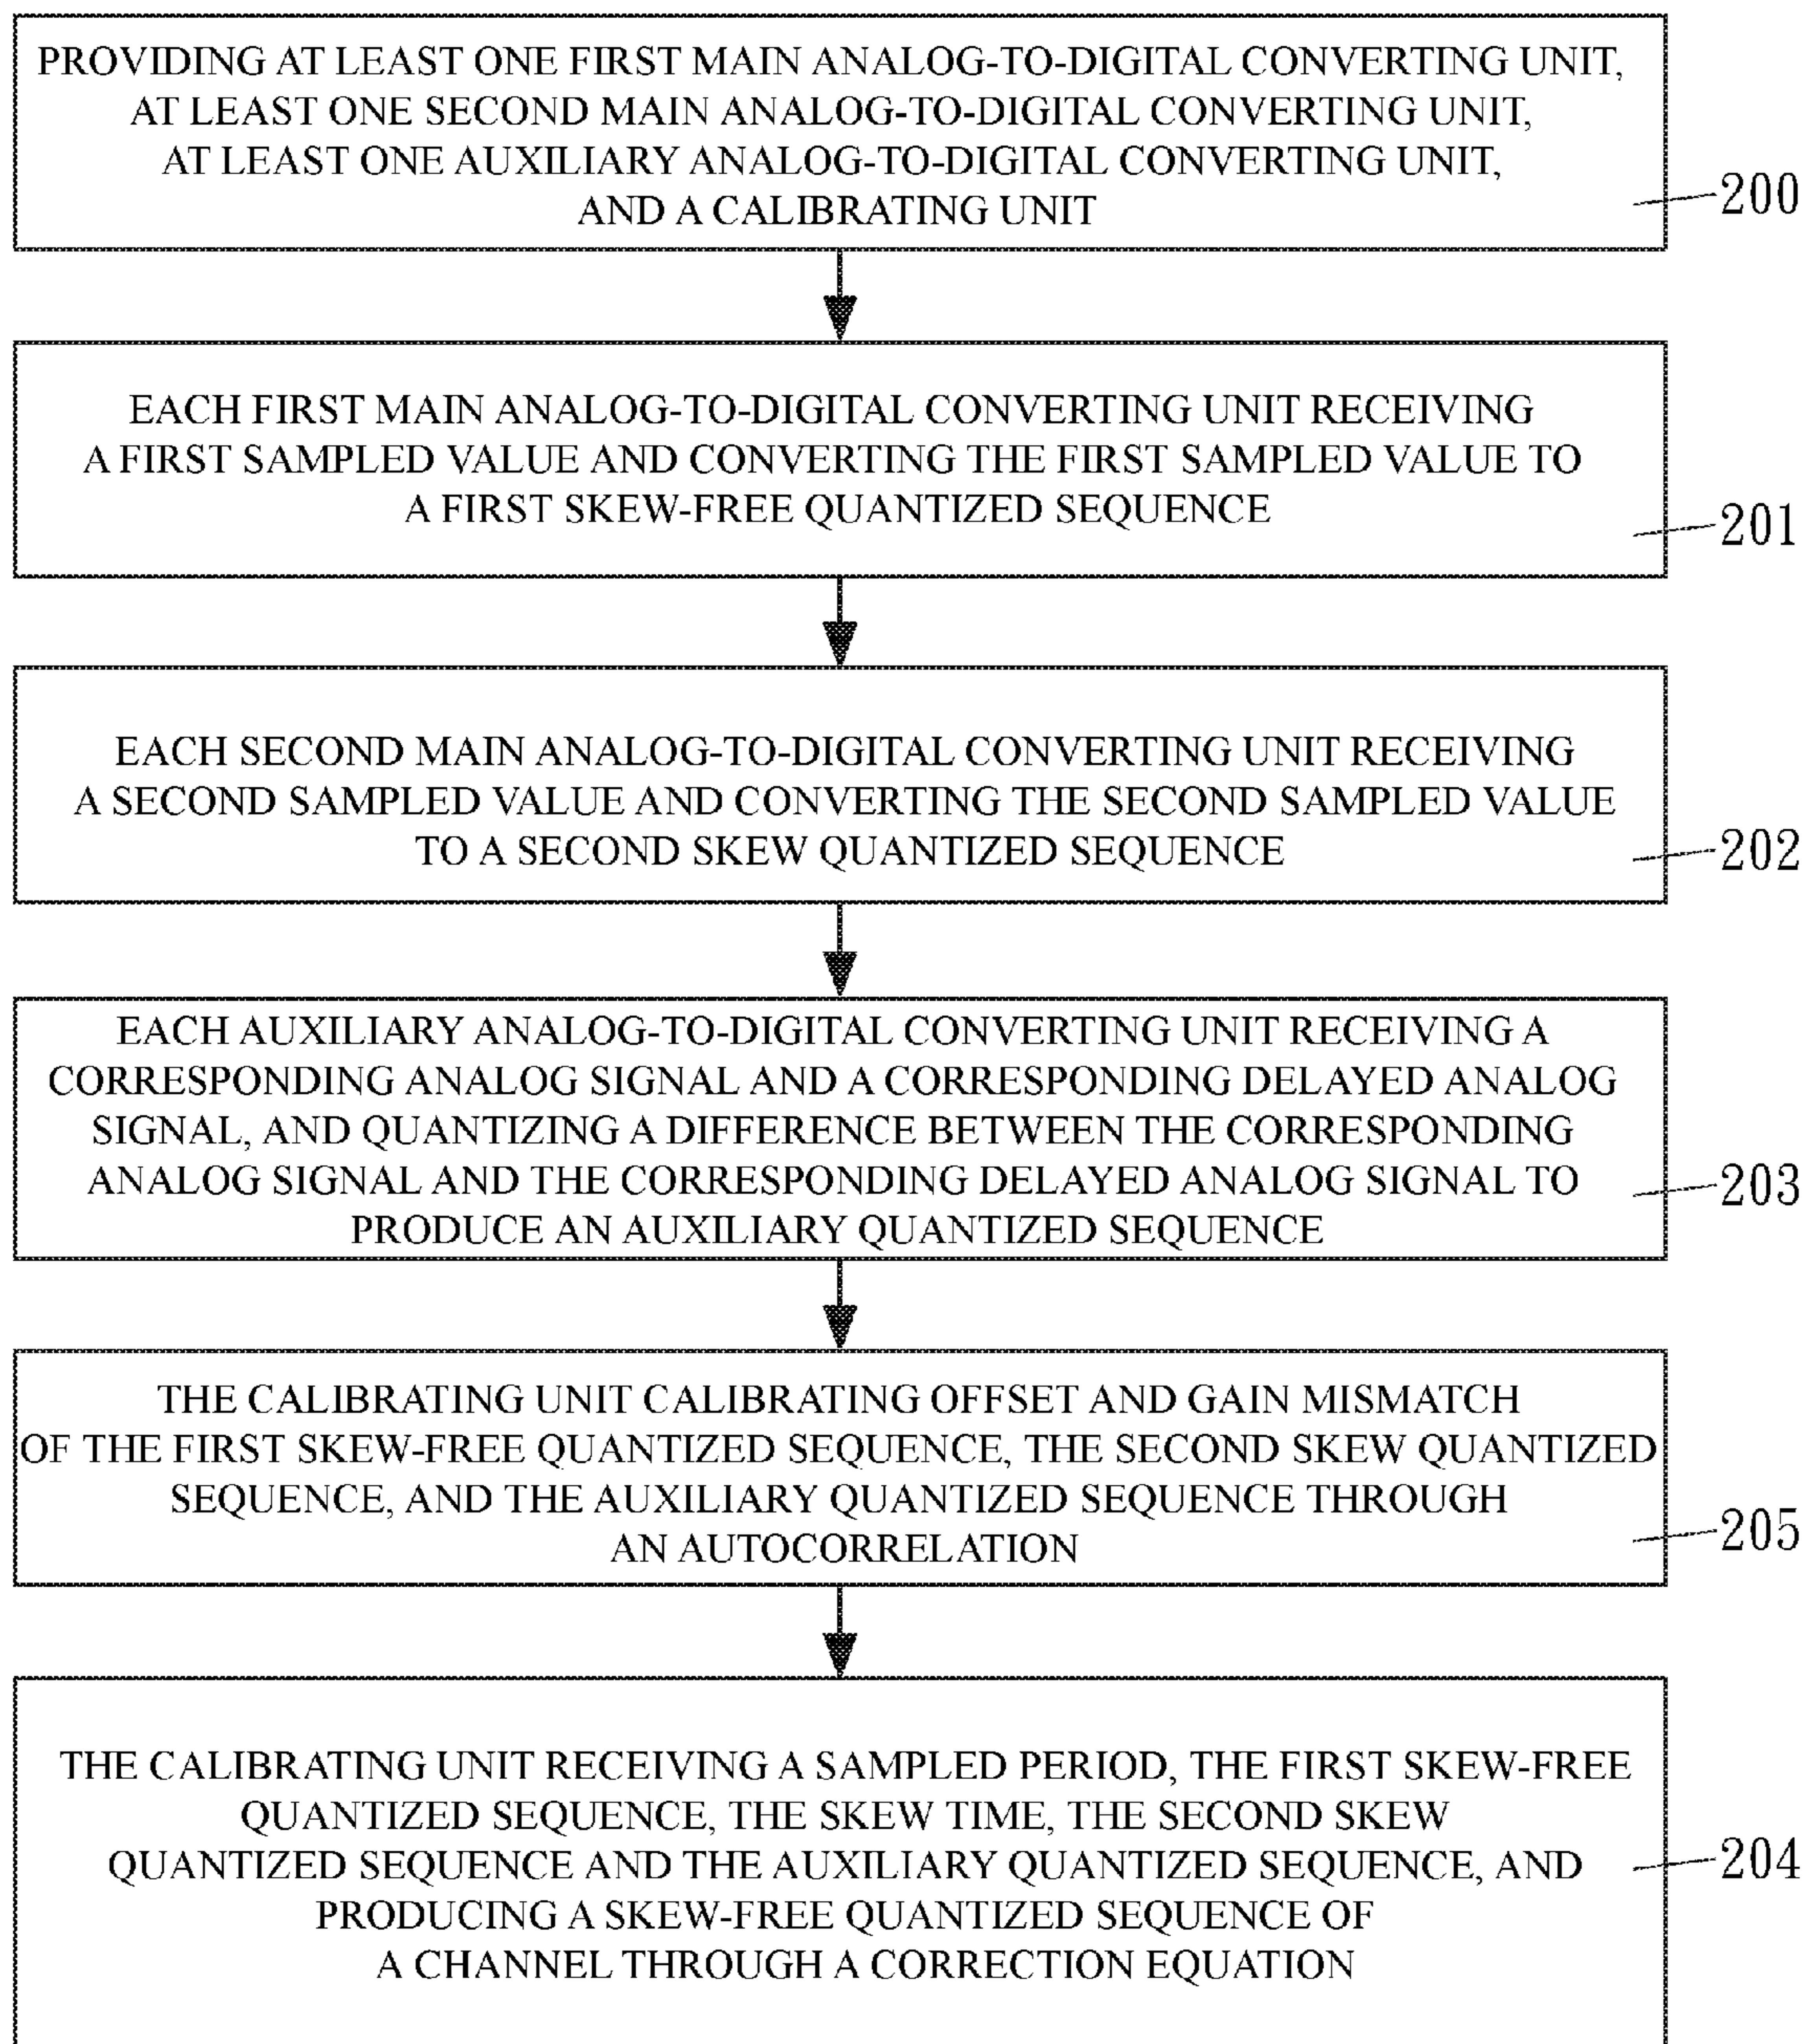 PROVIDING AT LEAST ONE FIRST MAIN ANALOG-TO-DIGITAL CONVERTING UNIT,
AT LEAST ONE SECOND MAIN ANALOG-TO-DIGITAL CONVERTING UNIT,
AT LEAST ONE AUXILIARY ANALOG-TO-DIGITAL CONVERTING UNIT,
AND A CALIBRATING UNIT
200
EACH FIRST MAIN ANALOG-TO-DIGITAL CONVERTING UNIT RECEIVING
A FIRST SAMPLED VALUE AND CONVERTING THE FIRST SAMPLED VALUE TO
A FIRST SKEW-FREE QUANTIZED SEQUENCE
201
EACH SECOND MAIN ANALOG-TO-DIGITAL CONVERTING UNIT RECEIVING
A SECOND SAMPLED VALUE AND CONVERTING THE SECOND SAMPLED VALUE
TO A SECOND SKEW QUANTIZED SEQUENCE
202
EACH AUXILIARY ANALOG-TO-DIGITAL CONVERTING UNIT RECEIVING A
CORRESPONDING ANALOG SIGNAL AND A CORRESPONDING DELAYED ANALOG
SIGNAL, AND QUANTIZING A DIFFERENCE BETWEEN THE CORRESPONDING
ANALOG SIGNAL AND THE CORRESPONDING DELAYED ANALOG SIGNAL TO
PRODUCE AN AUXILIARY QUANTIZED SEQUENCE
203
THE CALIBRATING UNIT CALIBRATING OFFSET AND GAIN MISMATCH
OF THE FIRST SKEW-FREE QUANTIZED SEQUENCE, THE SECOND SKEW QUANTIZED
SEQUENCE, AND THE AUXILIARY QUANTIZED SEQUENCE THROUGH
AN AUTOCORRELATION
205
THE CALIBRATING UNIT RECEIVING A SAMPLED PERIOD, THE FIRST SKEW-FREE
QUANTIZED SEQUENCE, THE SKEW TIME, THE SECOND SKEW
QUANTIZED SEQUENCE AND THE AUXILIARY QUANTIZED SEQUENCE, AND
PRODUCING A SKEW-FREE QUANTIZED SEQUENCE OF
A CHANNEL THROUGH A CORRECTION EQUATION
204